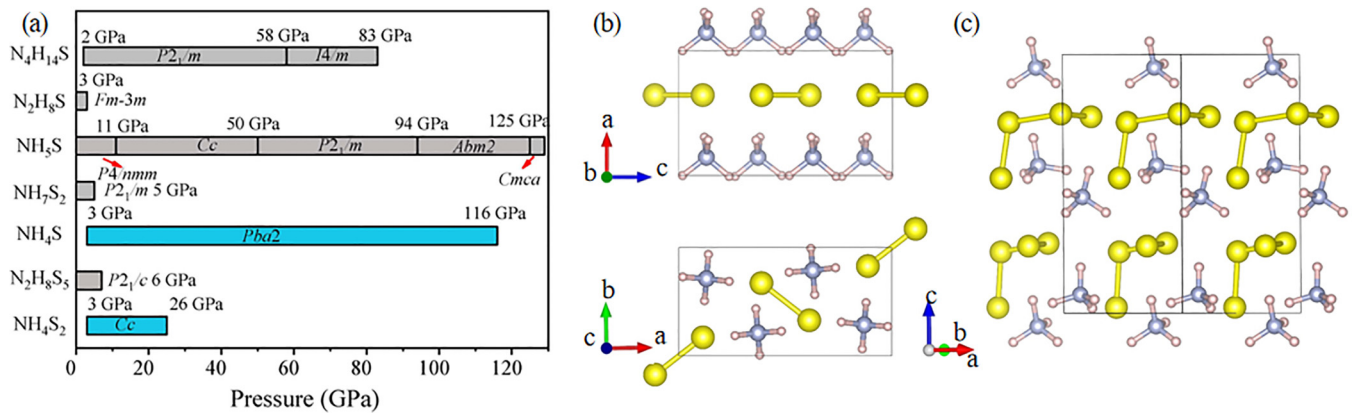 (a)
2 GPa 58 GPa 83 GPa
N₄H₁₄S P2₁/m I4/m
3 GPa
N₂H₈S Fm-3m
11 GPa 50 GPa 94 GPa 125 GPa
NH₅S Cc P2₁/m Abm2
P4/nmm Cmca
NH₇S₂ P2₁/m 5 GPa
3 GPa 116 GPa
NH₄S Pba2
N₂H₈S₅ P2₁/c 6 GPa
3 GPa 26 GPa
NH₄S₂ Cc
0 20 40 60 80 100 120
Pressure (GPa)
(b)
a
b c
b
c a
(c)
c
b
a